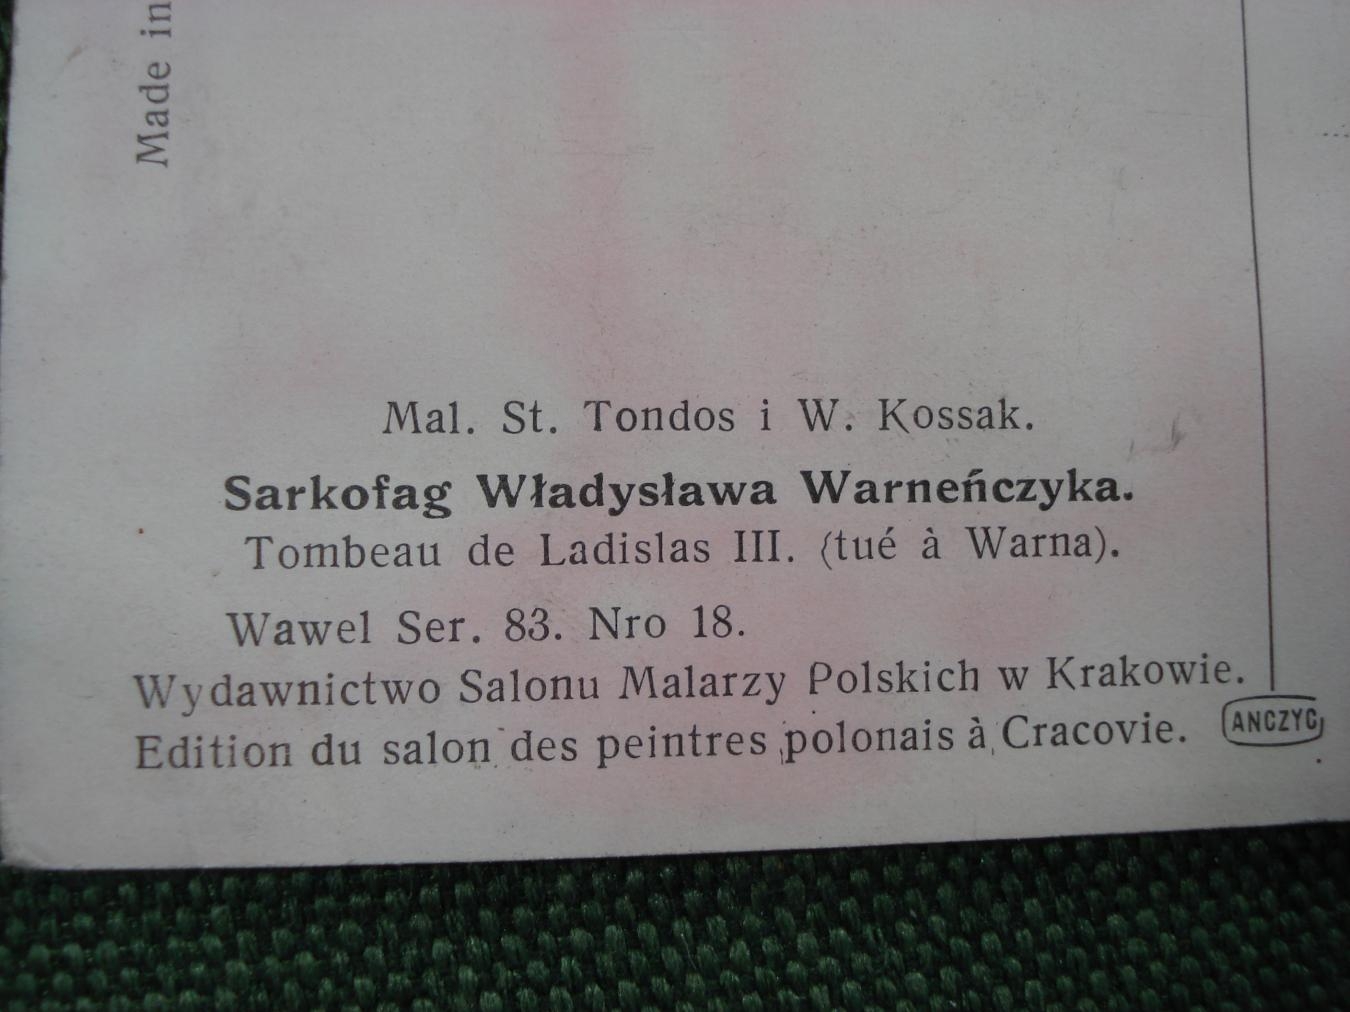 Made in
Mal. St. Tondos i W. Kossak.
Sarkofag Władysława Warneńczyka.
Tombeau de Ladislas III. (tué à Warna).
Wawel Ser. 83. Nro 18.
Wydawnictwo Salonu Malarzy Polskich w Krakowie.
Edition du salon des peintres polonais à Cracovie.
ANCZYC